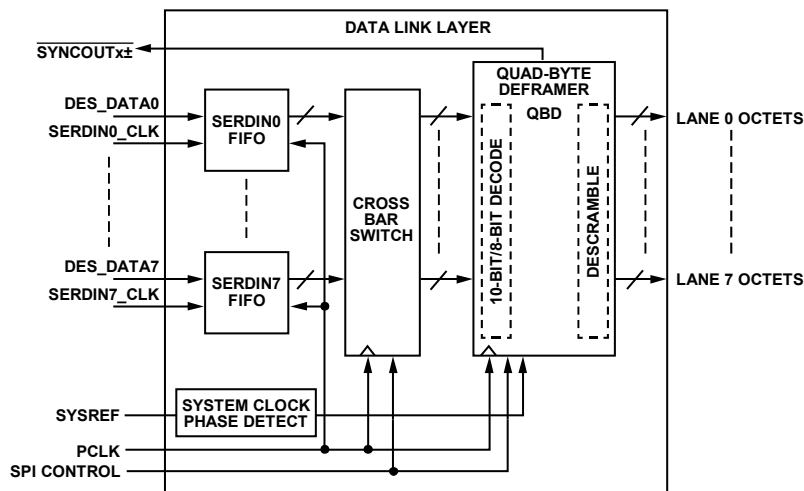 DATA LINK LAYER
SYNCOUTx±
QUAD-BYTE
DEFRAMER
QBD
DES_DATA0
SERDIN0_CLK
SERDIN0
FIFO
LANE 0 OCTETS
10-BIT/8-BIT DECODE
DESCRAMBLE
CROSS
BAR
SWITCH
DES_DATA7
SERDIN7_CLK
SERDIN7
FIFO
LANE 7 OCTETS
SYSREF
SYSTEM CLOCK
PHASE DETECT
PCLK
SPI CONTROL